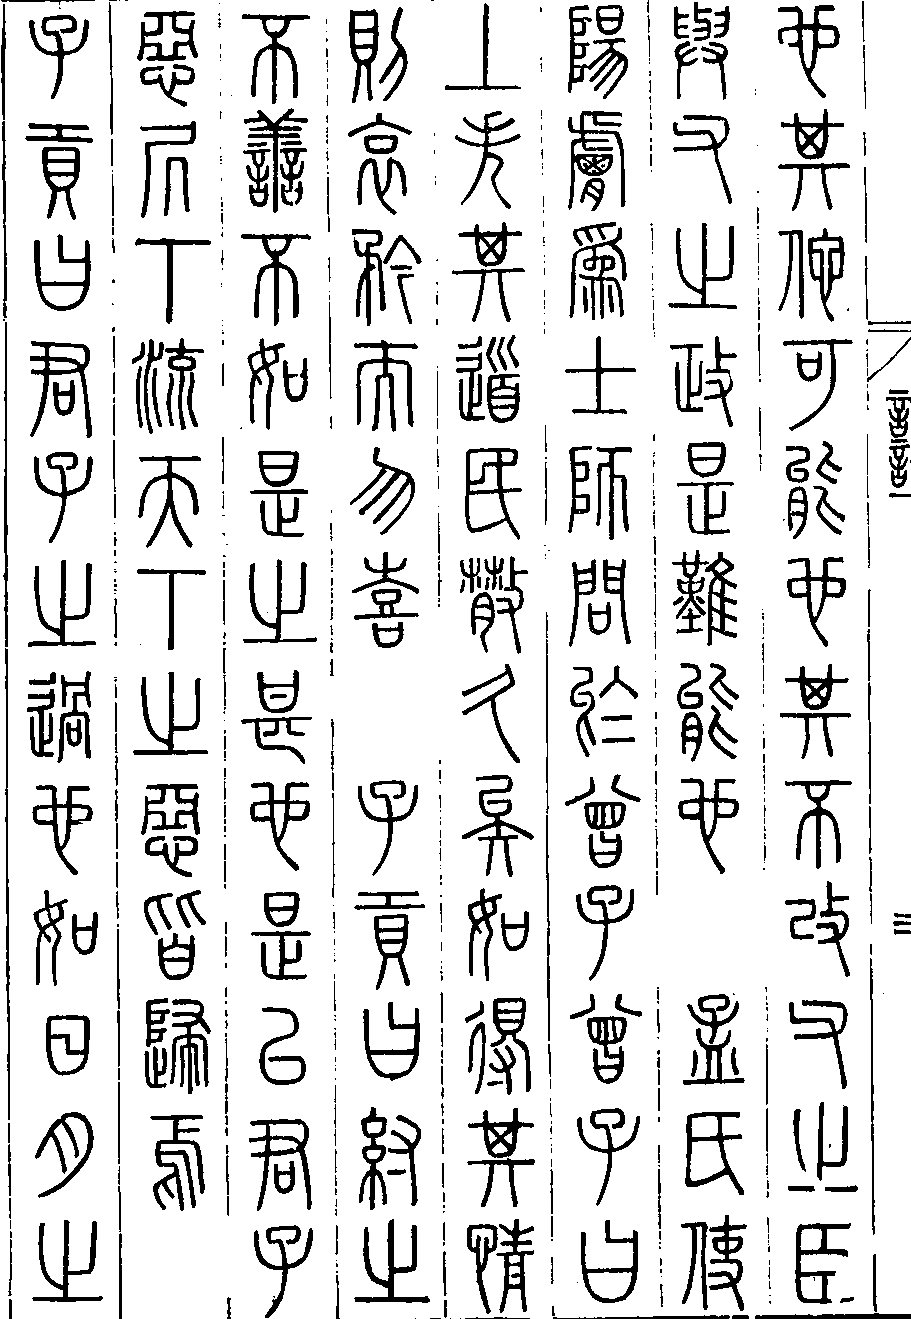 也其佗可能也其不改父之臣
與父之政是難能也 孟氏使
陽膚爲士師問於曾子曾子曰
上失其道民散久矣如得其情
則哀矜而勿喜 子貢曰紂之
不善不如是之甚也是以君子
惡居下流天下之惡皆歸焉
子貢曰君子之過也如日月之